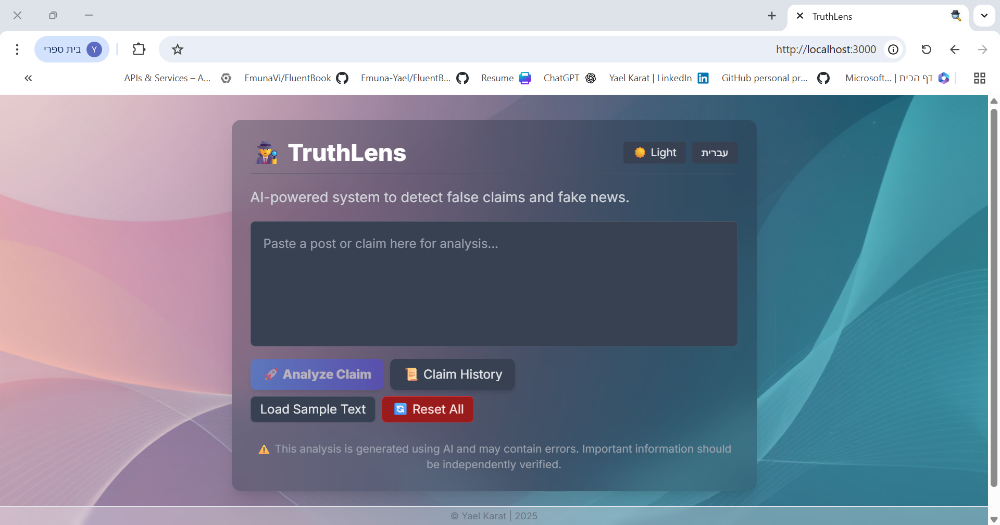 TruthLens
בית ספרי
Y
http://localhost:3000
APIs & Services – A...
EmunaVi/FluentBook
Emuna-Yael/FluentB...
Resume
ChatGPT
Yael Karat | LinkedIn
GitHub personal pr...
דף הבית | Microsoft...
TruthLens
Light
עברית
AI-powered system to detect false claims and fake news.
Paste a post or claim here for analysis...
Analyze Claim
Claim History
Load Sample Text
Reset All
This analysis is generated using AI and may contain errors. Important information should
be independently verified.
© Yael Karat | 2025